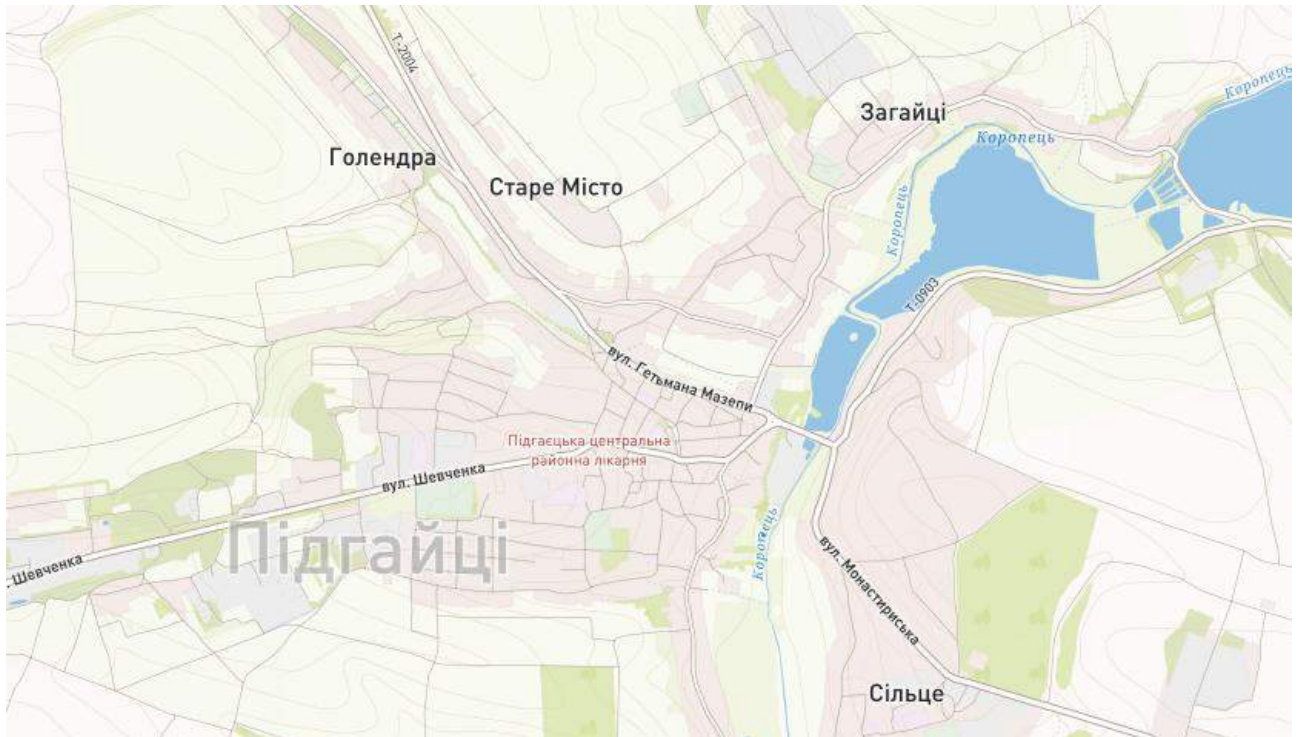 Т-2004
Коропець
Загайці
Коропець
Голендра
Старе Місто
Коропець
Т-0903
вул. Гетьмана Мазепи
Підгаєцька центральна
районна лікарня
вул. Шевченка
Підгайці
. Шевченка
Коропець
вул. Монастириська
Сільце